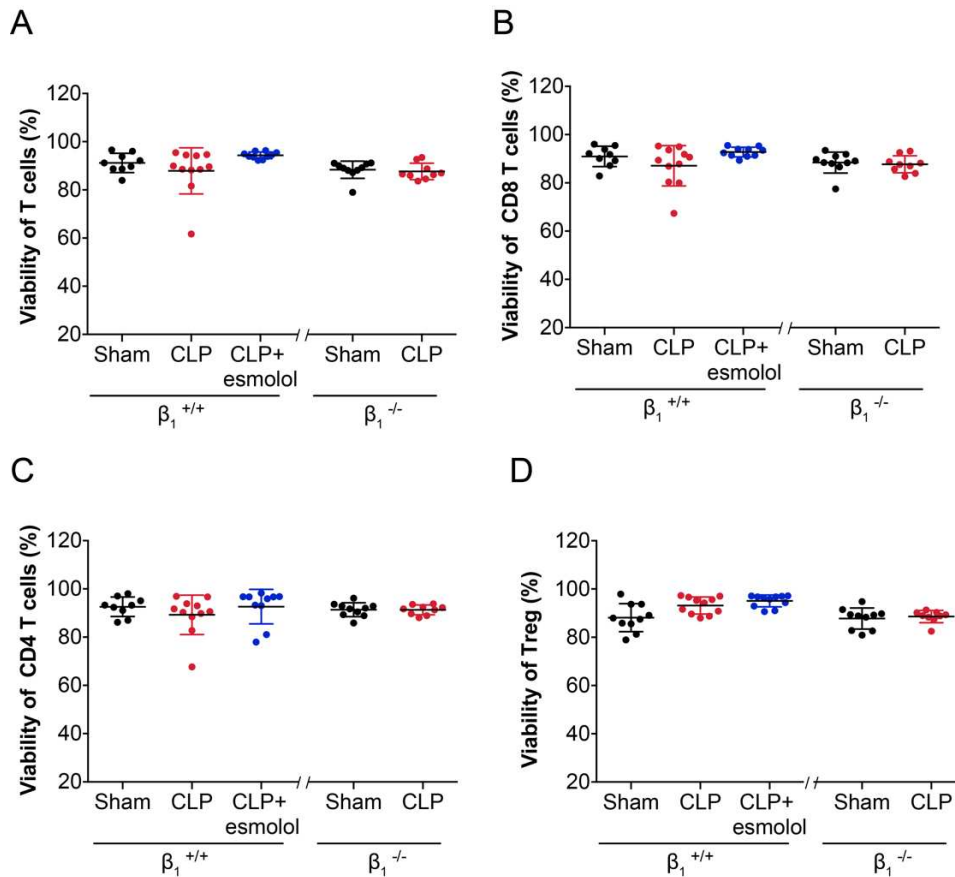 A
Viability of T cells (%)
120
100
80
60
40
20
Sham CLP CLP+ esmolol Sham CLP
β1 +/+ β1 -/-
B
Viability of CD8 T cells (%)
120
100
80
60
40
20
Sham CLP CLP+ esmolol Sham CLP
β1 +/+ β1 -/-
C
Viability of CD4 T cells (%)
120
100
80
60
40
20
Sham CLP CLP+ esmolol Sham CLP
β1 +/+ β1 -/-
D
Viability of Treg (%)
120
100
80
60
40
20
Sham CLP CLP+ esmolol Sham CLP
β1 +/+ β1 -/-